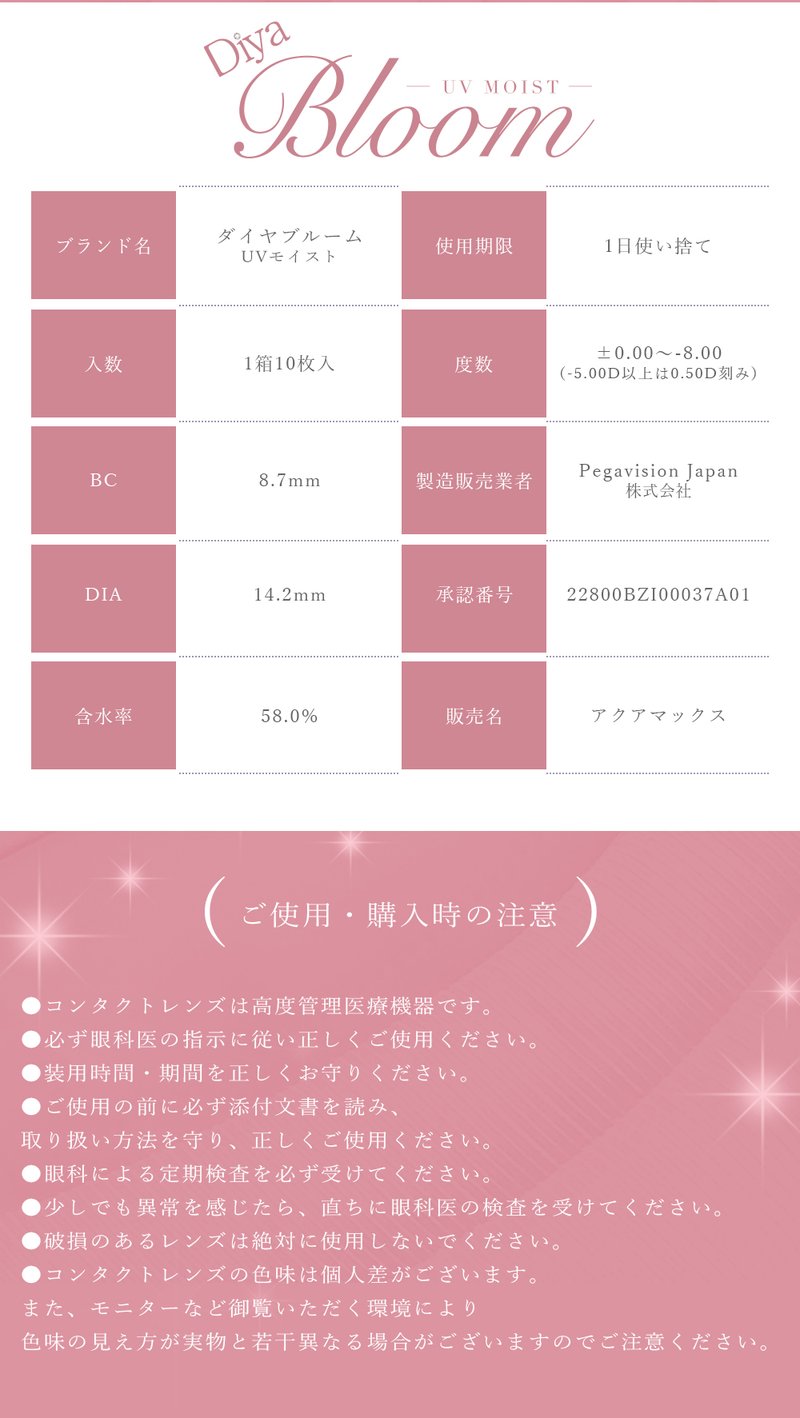 Diya
Bloom
UV MOIST
ブランド名
ダイヤブルーム
UVモイスト
使用期限
1日使い捨て
入数
1箱10枚入
度数
±0.00〜-8.00
(-5.00D以上は0.50D刻み)
BC
8.7mm
製造販売業者
Pegavision Japan
株式会社
DIA
14.2mm
承認番号
22800BZI00037A01
含水率
58.0%
販売名
アクアマックス
(ご使用・購入時の注意)
●コンタクトレンズは高度管理医療機器です。
●必ず眼科医の指示に従い正しくご使用ください。
●装用時間・期間を正しくお守りください。
●ご使用の前に必ず添付文書を読み、
取り扱い方法を守り、正しくご使用ください。
●眼科による定期検査を必ず受けてください。
●少しでも異常を感じたら、直ちに眼科医の検査を受けてください。
●破損のあるレンズは絶対に使用しないでください。
●コンタクトレンズの色味は個人差がございます。
また、モニターなど御覧いただく環境により
色味の見え方が実物と若干異なる場合がございますのでご注意ください。